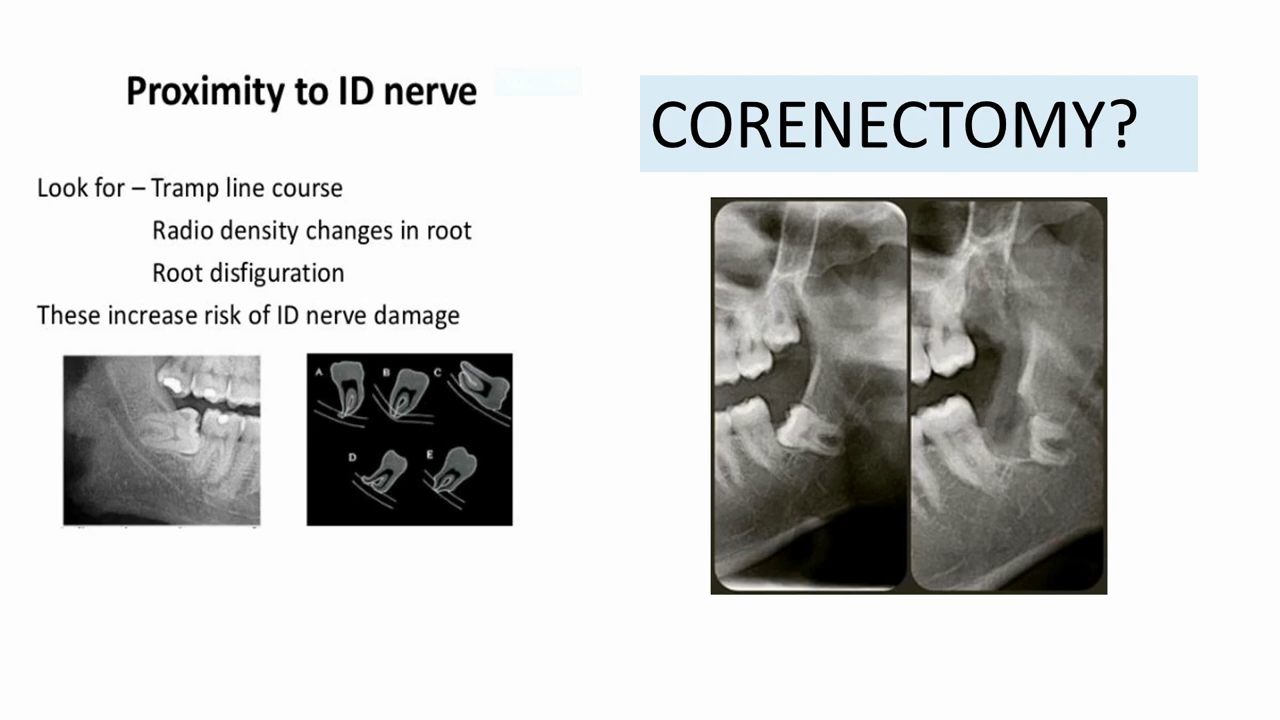 Proximity to ID nerve
Look for – Tramp line course
Radio density changes in root
Root disfiguration
These increase risk of ID nerve damage
A B C
D E
CORENECTOMY?